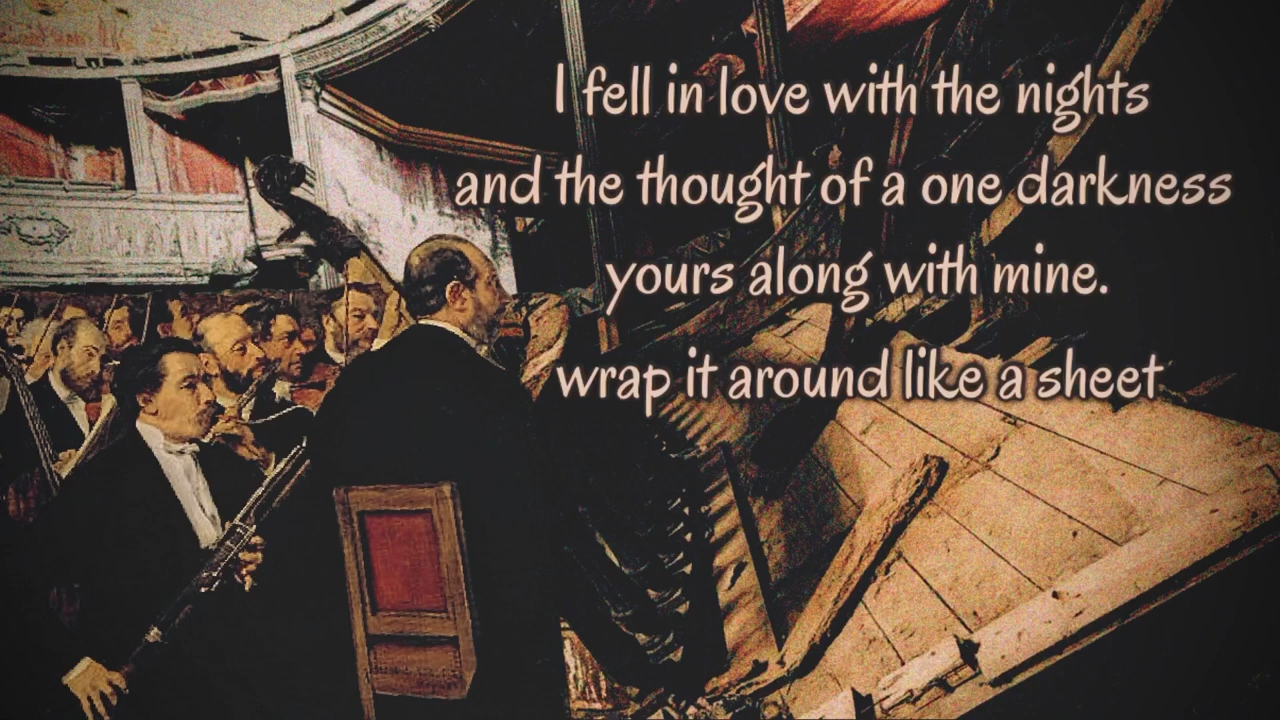 I fell in love with the nights
and the thought of a one darkness
yours along with mine.
wrap it around like a sheet